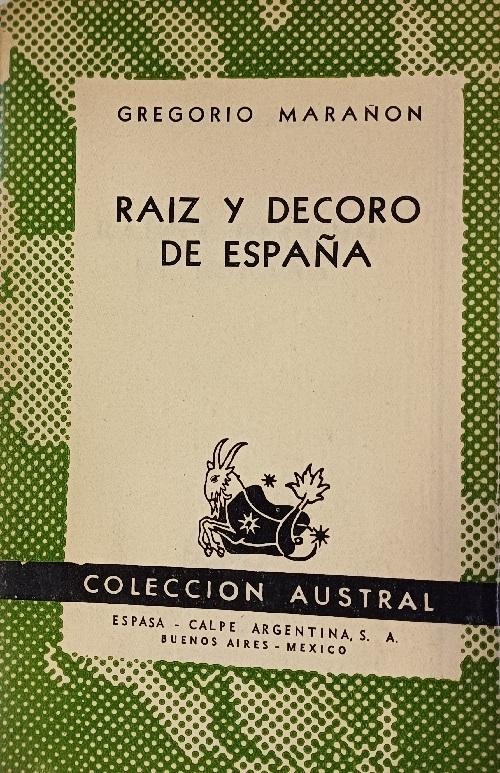 GREGORIO MARAÑON
RAIZ Y DECORO
DE ESPAÑA
COLECCION AUSTRAL
ESPASA - CALPE ARGENTINA, S. A.
BUENOS AIRES - MEXICO